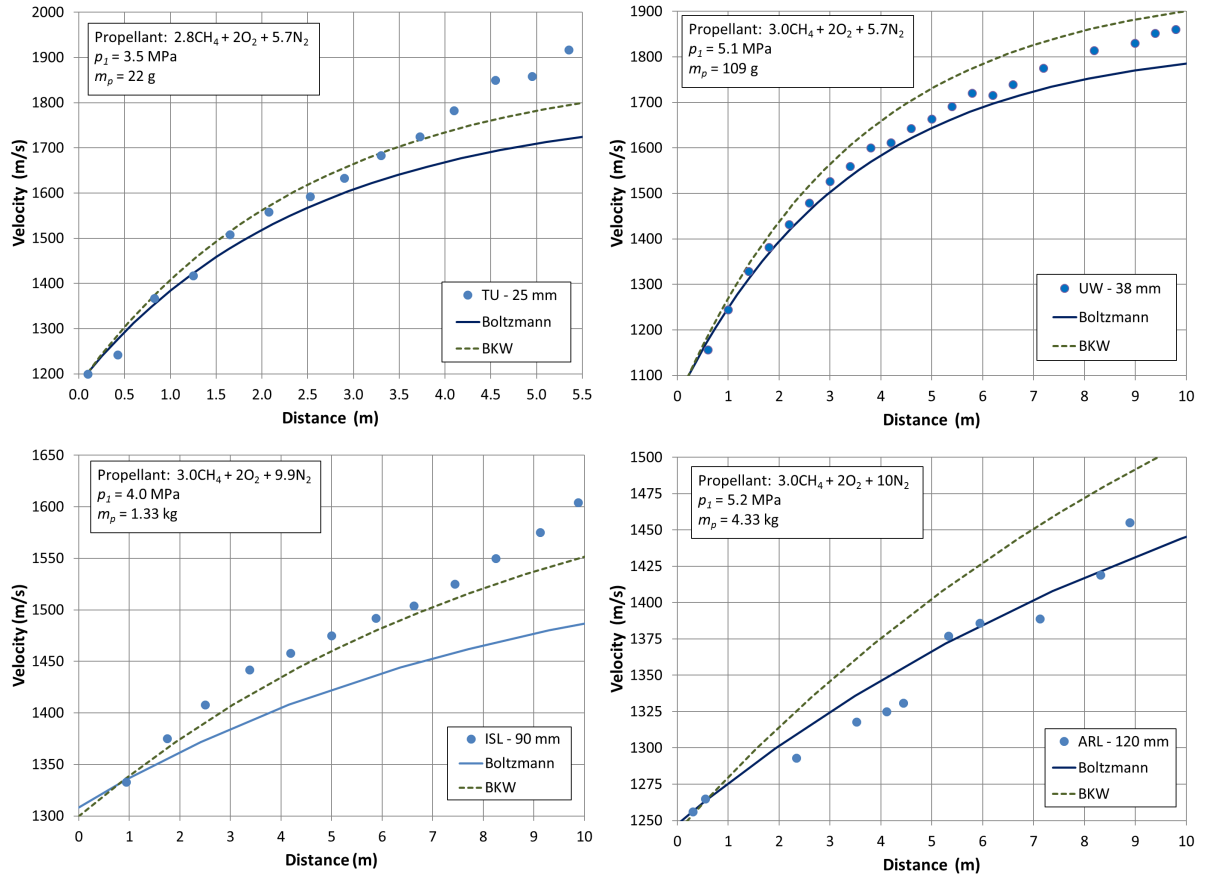 Propellant: 2.8CH4 + 2O2 + 5.7N2
p1 = 3.5 MPa
mp = 22 g
2000
1900
1800
1700
1600
1500
1400
1300
1200
Velocity (m/s)
TU - 25 mm
Boltzmann
BKW
0.0 0.5 1.0 1.5 2.0 2.5 3.0 3.5 4.0 4.5 5.0 5.5
Distance (m)
Propellant: 3.0CH4 + 2O2 + 5.7N2
p1 = 5.1 MPa
mp = 109 g
1900
1800
1700
1600
1500
1400
1300
1200
1100
Velocity (m/s)
UW - 38 mm
Boltzmann
BKW
0 1 2 3 4 5 6 7 8 9 10
Distance (m)
Propellant: 3.0CH4 + 2O2 + 9.9N2
p1 = 4.0 MPa
mp = 1.33 kg
1650
1600
1550
1500
1450
1400
1350
1300
Velocity (m/s)
ISL - 90 mm
Boltzmann
BKW
0 1 2 3 4 5 6 7 8 9 10
Distance (m)
Propellant: 3.0CH4 + 2O2 + 10N2
p1 = 5.2 MPa
mp = 4.33 kg
1500
1475
1450
1425
1400
1375
1350
1325
1300
1275
1250
Velocity (m/s)
ARL - 120 mm
Boltzmann
BKW
0 1 2 3 4 5 6 7 8 9 10
Distance (m)